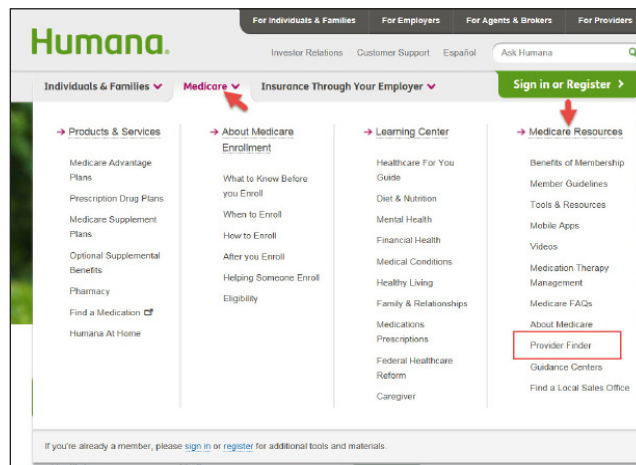 For Individuals & Families For Employers For Agents & Brokers For Providers
Humana.
Investor Relations Customer Support Español Ask Humana
Individuals & Families Medicare Insurance Through Your Employer Sign in or Register >
→ Products & Services
Medicare Advantage
Plans
Prescription Drug Plans
Medicare Supplement
Plans
Optional Supplemental
Benefits
Pharmacy
Find a Medication
Humana At Home
→ About Medicare
Enrollment
What to Know Before
you Enroll
When to Enroll
How to Enroll
After you Enroll
Helping Someone Enroll
Eligibility
→ Learning Center
Healthcare For You
Guide
Diet & Nutrition
Mental Health
Financial Health
Medical Conditions
Healthy Living
Family & Relationships
Medications
Prescriptions
Federal Healthcare
Reform
Caregiver
→ Medicare Resources
Benefits of Membership
Member Guidelines
Tools & Resources
Mobile Apps
Videos
Medication Therapy
Management
Medicare FAQs
About Medicare
Provider Finder
Guidance Centers
Find a Local Sales Office
If you're already a member, please sign in or register for additional tools and materials.